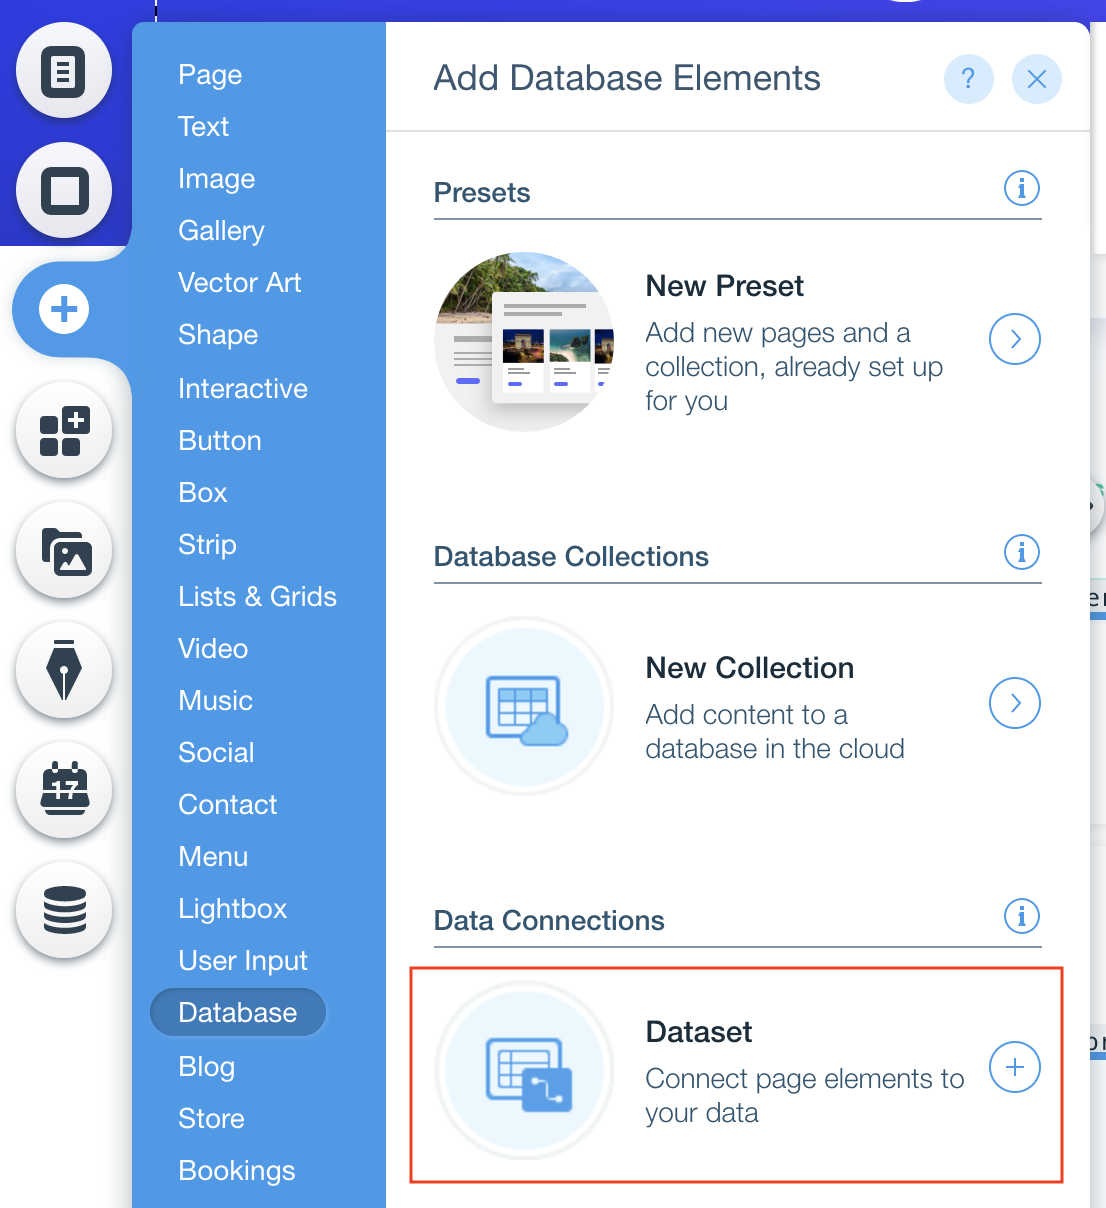 Page
Text
Image
Gallery
Vector Art
Shape
Interactive
Button
Box
Strip
Lists & Grids
Video
Music
Social
Contact
Menu
Lightbox
User Input
Database
Blog
Store
Bookings
17
Add Database Elements
?
Presets
i
New Preset
Add new pages and a
collection, already set up
for you
Database Collections
i
New Collection
Add content to a
database in the cloud
Data Connections
i
Dataset
Connect page elements to
your data